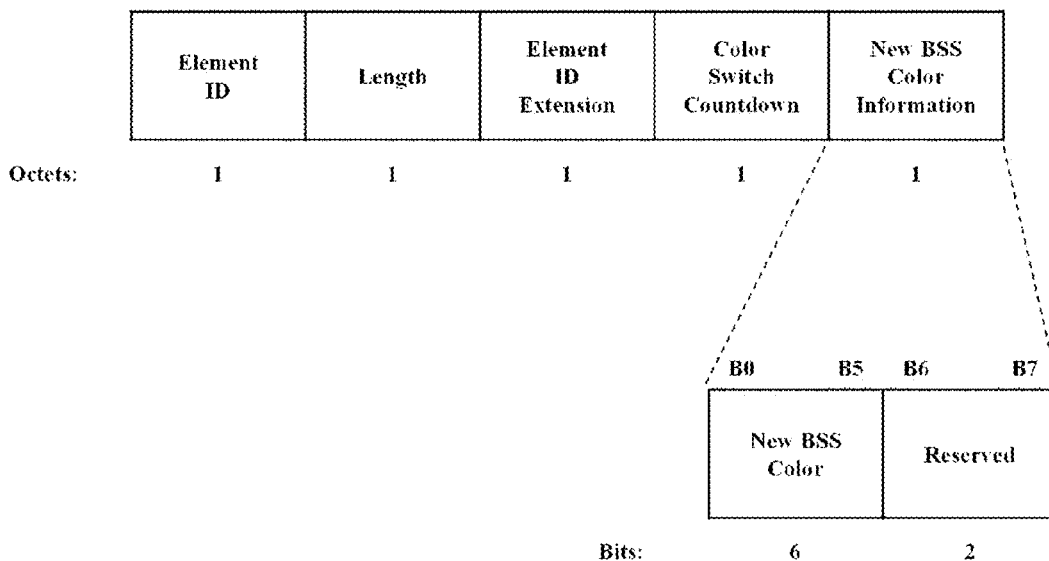 Element ID
Length
Element ID Extension
Color Switch Countdown
New BSS Color Information
Octets: 1 1 1 1 1
B0 B5 B6 B7
New BSS Color
Reserved
Bits: 6 2